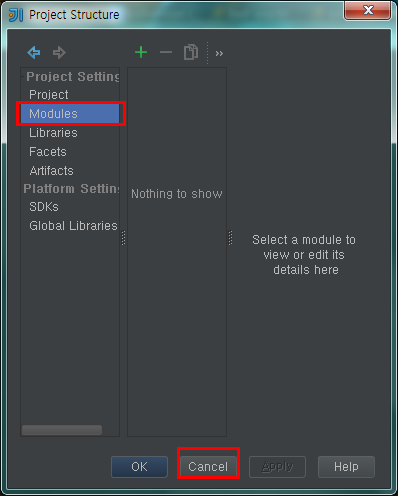 Project Structure
Project Setting
Project
Modules
Libraries
Facets
Artifacts
Platform Settin
SDKs
Global Libraries
Nothing to show
Select a module to
view or edit its
details here
OK
Cancel
Apply
Help